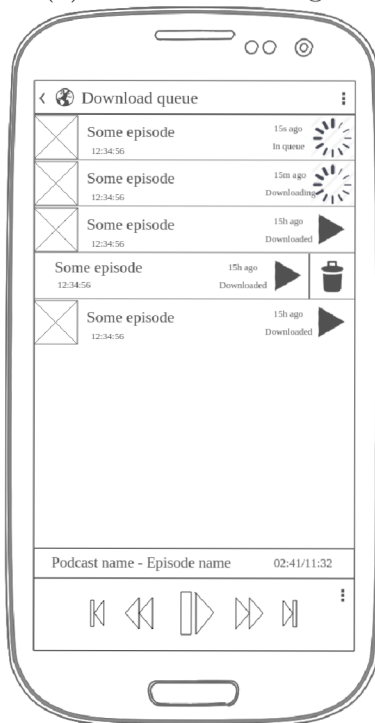 Download queue
Some episode
15s ago
12:34:56
In queue
Some episode
15m ago
12:34:56
Downloading
Some episode
15h ago
12:34:56
Downloaded
Some episode
15h ago
12:34:56
Downloaded
Some episode
15h ago
12:34:56
Downloaded
Podcast name - Episode name 02:41/11:32